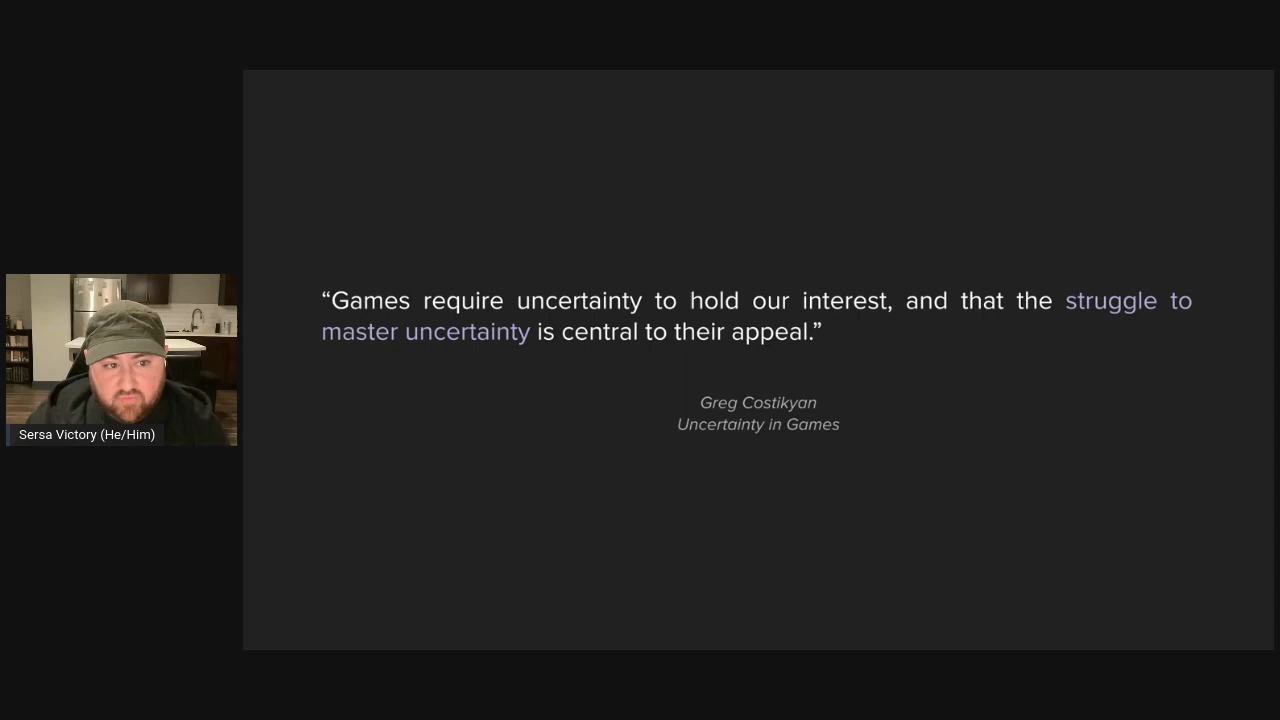 “Games require uncertainty to hold our interest, and that the struggle to
master uncertainty is central to their appeal.”
Greg Costikyan
Uncertainty in Games
Sersa Victory (He/Him)